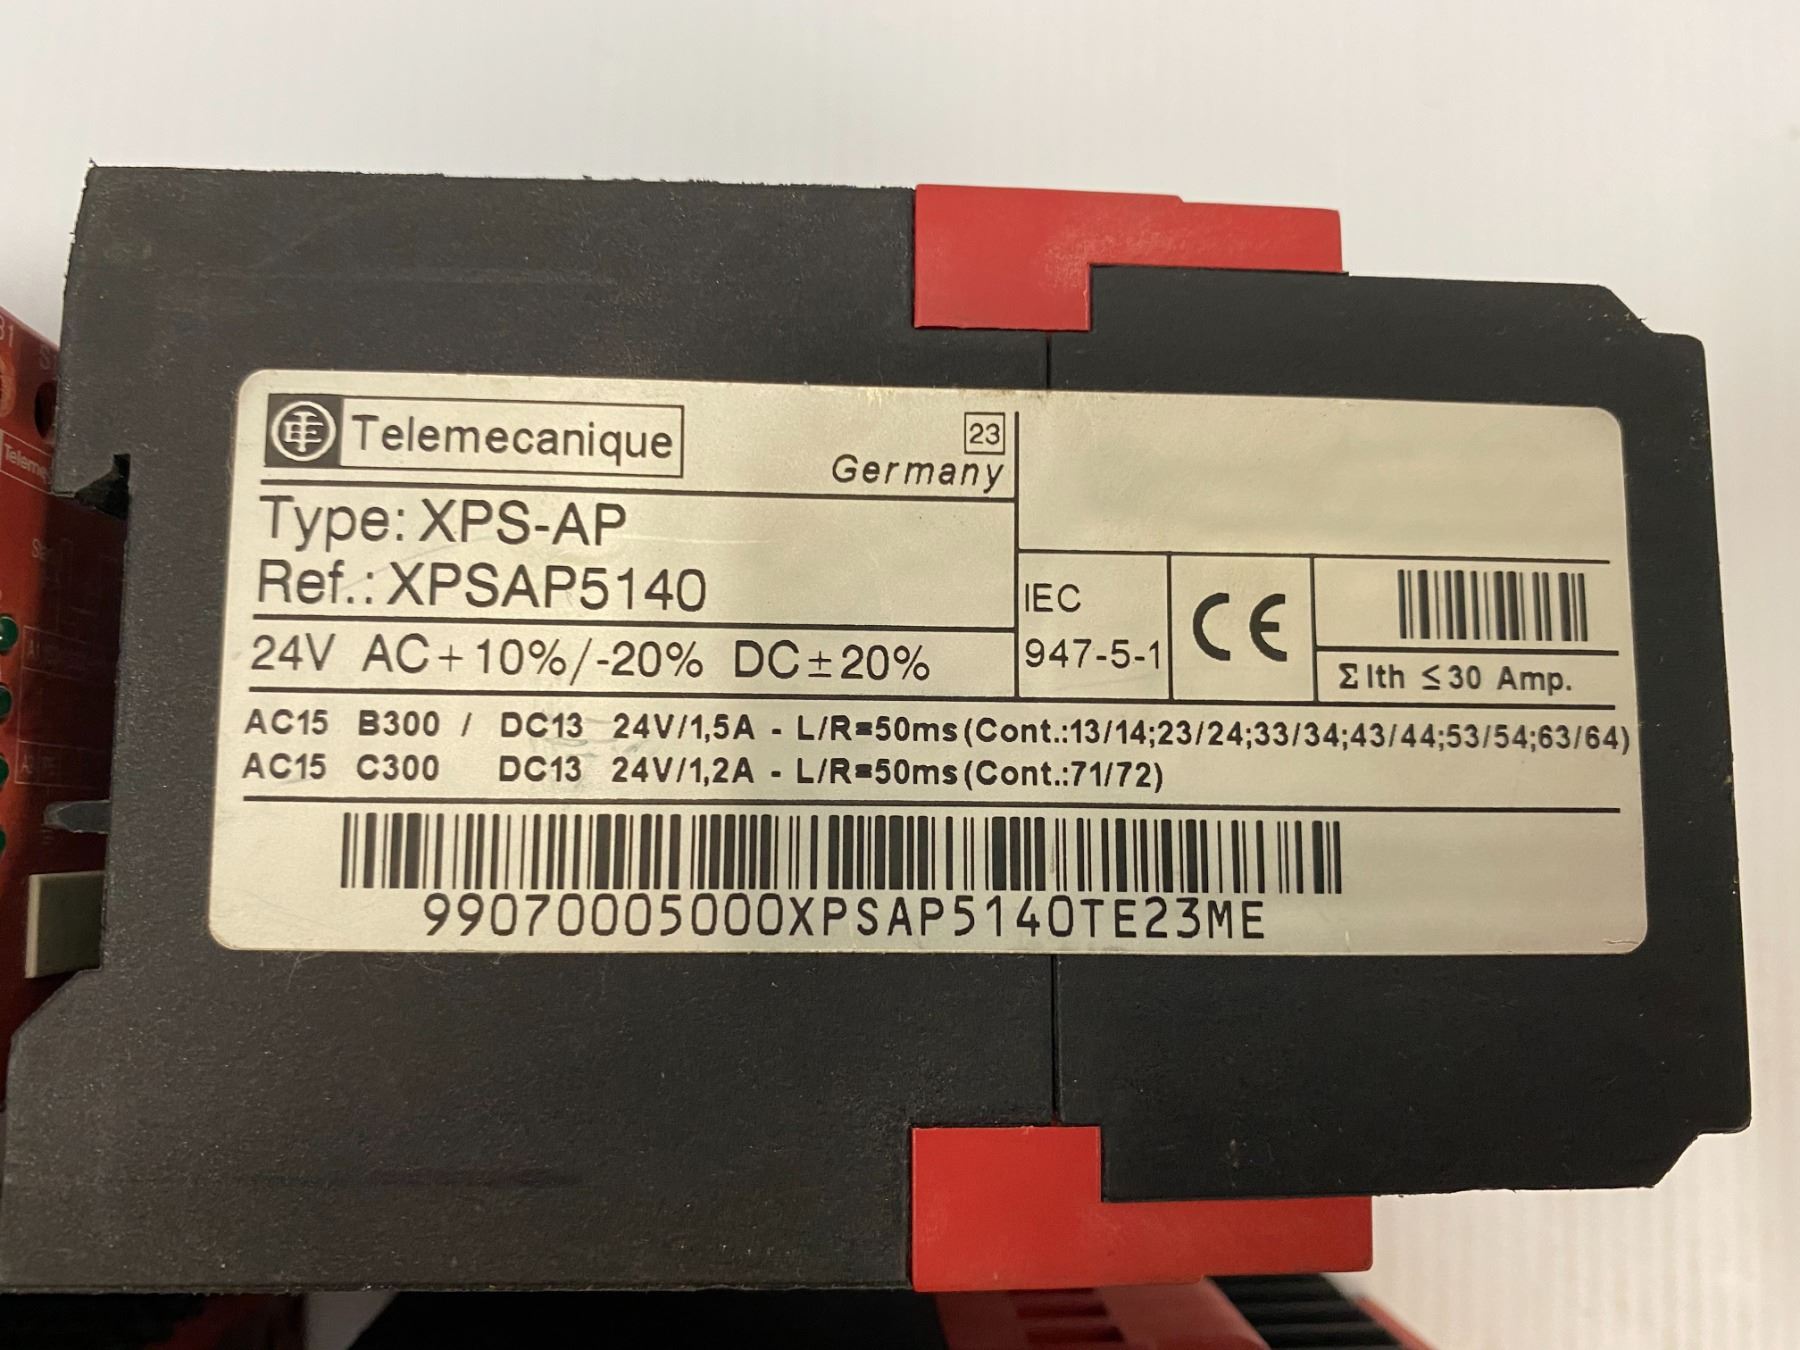 Telemecanique
23
Germany
Type: XPS-AP
Ref.: XPSAP5140
24V AC+10%/-20% DC±20%
IEC
947-5-1
CE
Σ Ith ≤ 30 Amp.
AC15 B300 / DC13 24V/1,5A - L/R=50ms (Cont.:13/14;23/24;33/34;43/44;53/54;63/64)
AC15 C300 DC13 24V/1,2A - L/R=50ms (Cont.:71/72)
99070005000XPSAP5140TE23ME